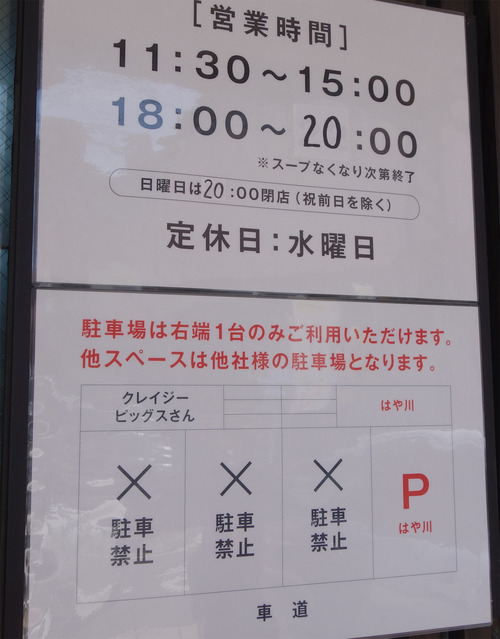 [営業時間]
11:30～15:00
18:00～20:00
※スープなくなり次第終了
日曜日は20:00閉店(祝前日を除く)
定休日:水曜日
駐車場は右端1台のみご利用いただけます。
他スペースは他社様の駐車場となります。
クレイジー
ピッグスさん
はや川
× × × P
駐車 駐車 駐車 はや川
禁止 禁止 禁止
車道